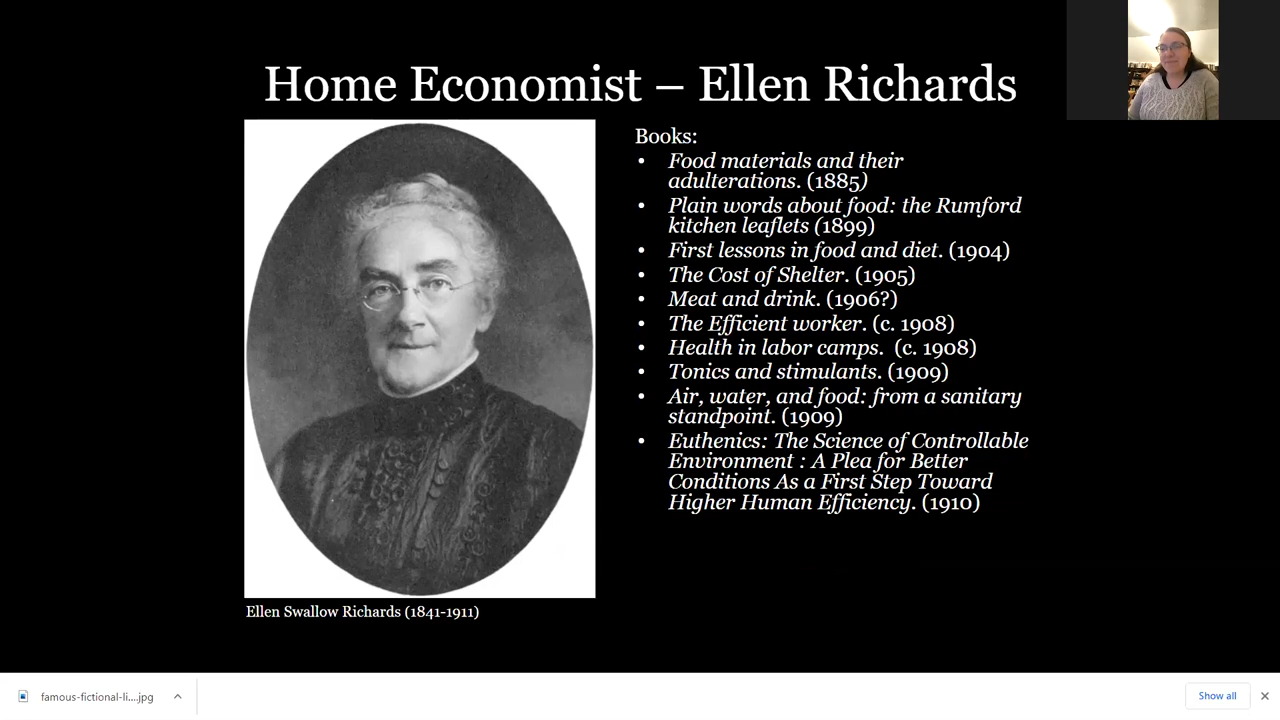 Home Economist – Ellen Richards
Books:
• Food materials and their
adulterations. (1885)
• Plain words about food: the Rumford
kitchen leaflets (1899)
• First lessons in food and diet. (1904)
• The Cost of Shelter. (1905)
• Meat and drink. (1906?)
• The Efficient worker. (c. 1908)
• Health in labor camps.  (c. 1908)
• Tonics and stimulants. (1909)
• Air, water, and food: from a sanitary
standpoint. (1909)
• Euthenics: The Science of Controllable
Environment : A Plea for Better
Conditions As a First Step Toward
Higher Human Efficiency. (1910)
Ellen Swallow Richards (1841-1911)
famous-fictional-li....jpg
Show all